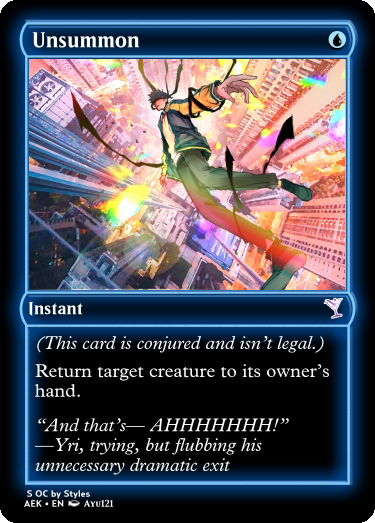 Unsummon
Instant
(This card is conjured and isn't legal.)
Return target creature to its owner's
hand.
“And that's— AHHHHHHH!”
—Yri, trying, but flubbing his
unnecessary dramatic exit
S OC by Styles
AEK • EN Ayu121